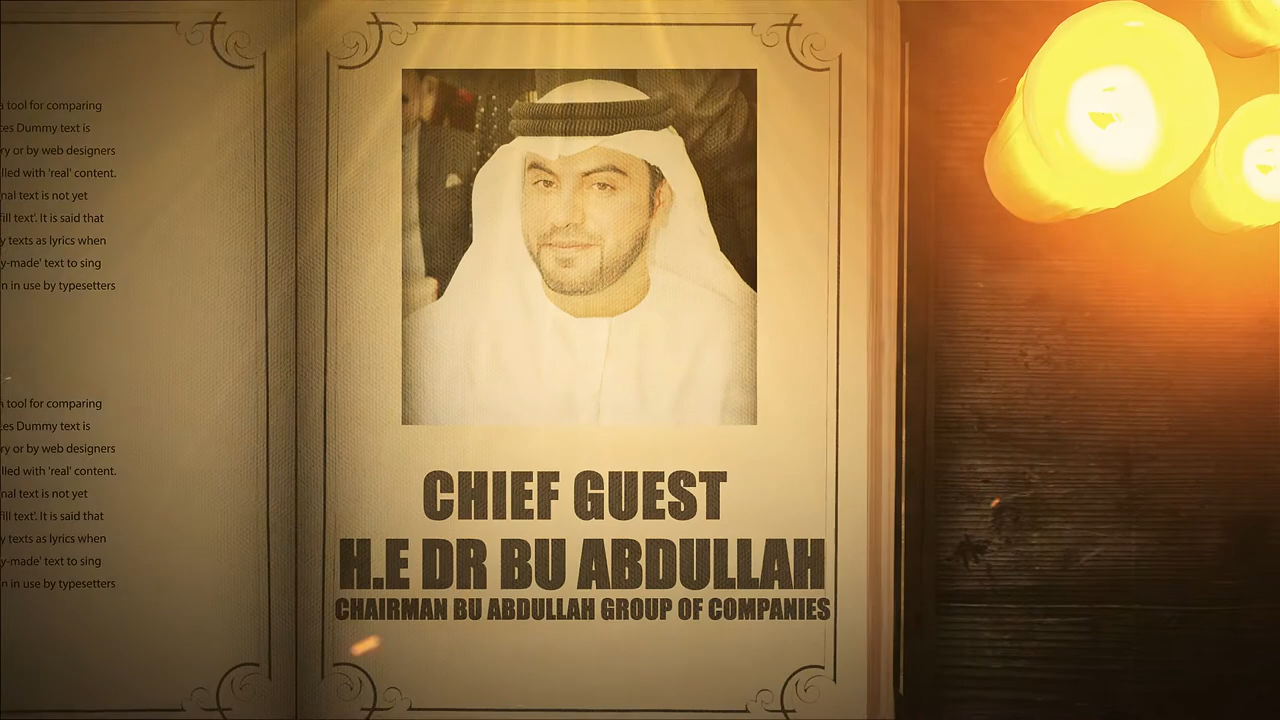 a tool for comparing
ces Dummy text is
ry or by web designers
lled with 'real' content.
nal text is not yet
fill text'. It is said that
y texts as lyrics when
y-made' text to sing
n in use by typesetters
a tool for comparing
ces Dummy text is
ry or by web designers
lled with 'real' content.
nal text is not yet
fill text'. It is said that
y texts as lyrics when
y-made' text to sing
n in use by typesetters
CHIEF GUEST
H.E DR BU ABDULLAH
CHAIRMAN BU ABDULLAH GROUP OF COMPANIES